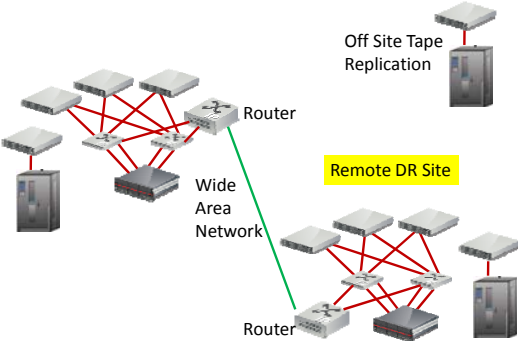 Off Site Tape
Replication
Router
Remote DR Site
Wide
Area
Network
Router